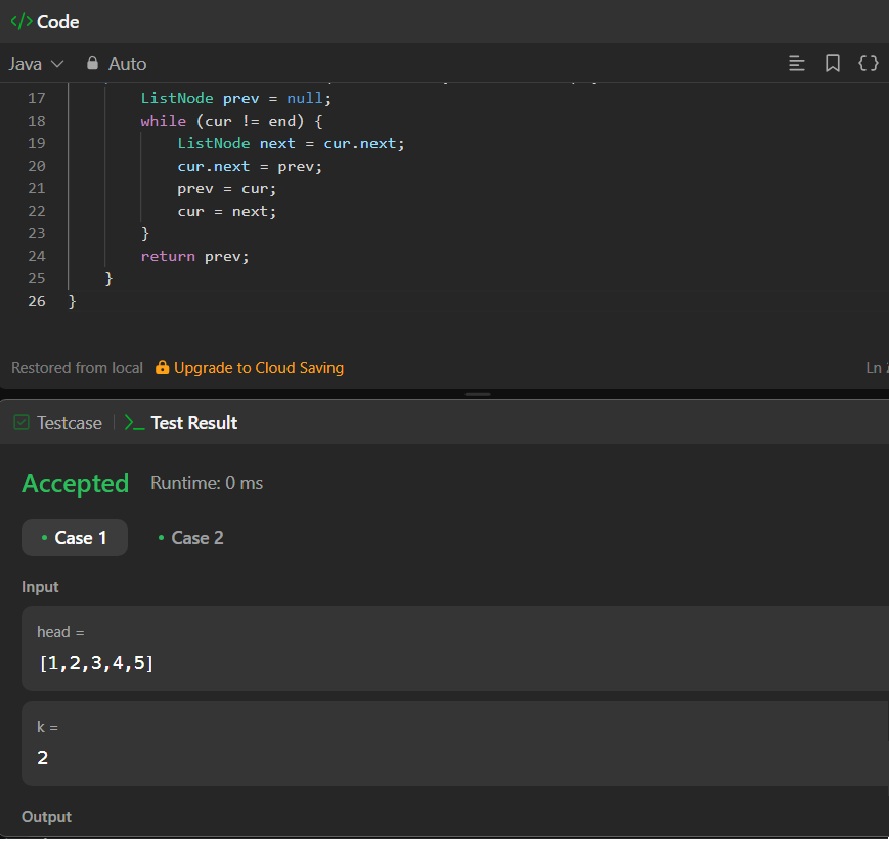 </> Code
Java Auto
17 ListNode prev = null;
18 while (cur != end) {
19 ListNode next = cur.next;
20 cur.next = prev;
21 prev = cur;
22 cur = next;
23 }
24 return prev;
25 }
26 }
Restored from local Upgrade to Cloud Saving Ln
Testcase Test Result
Accepted Runtime: 0 ms
Case 1 Case 2
Input
head =
[1,2,3,4,5]
k =
2
Output